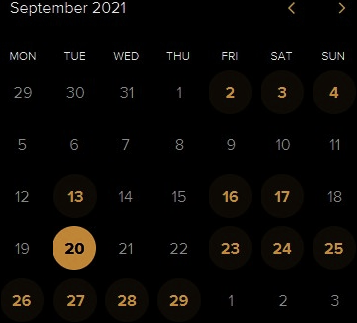 September 2021
MON TUE WED THU FRI SAT SUN
29 30 31 1 2 3 4
5 6 7 8 9 10 11
12 13 14 15 16 17 18
19 20 21 22 23 24 25
26 27 28 29 1 2 3